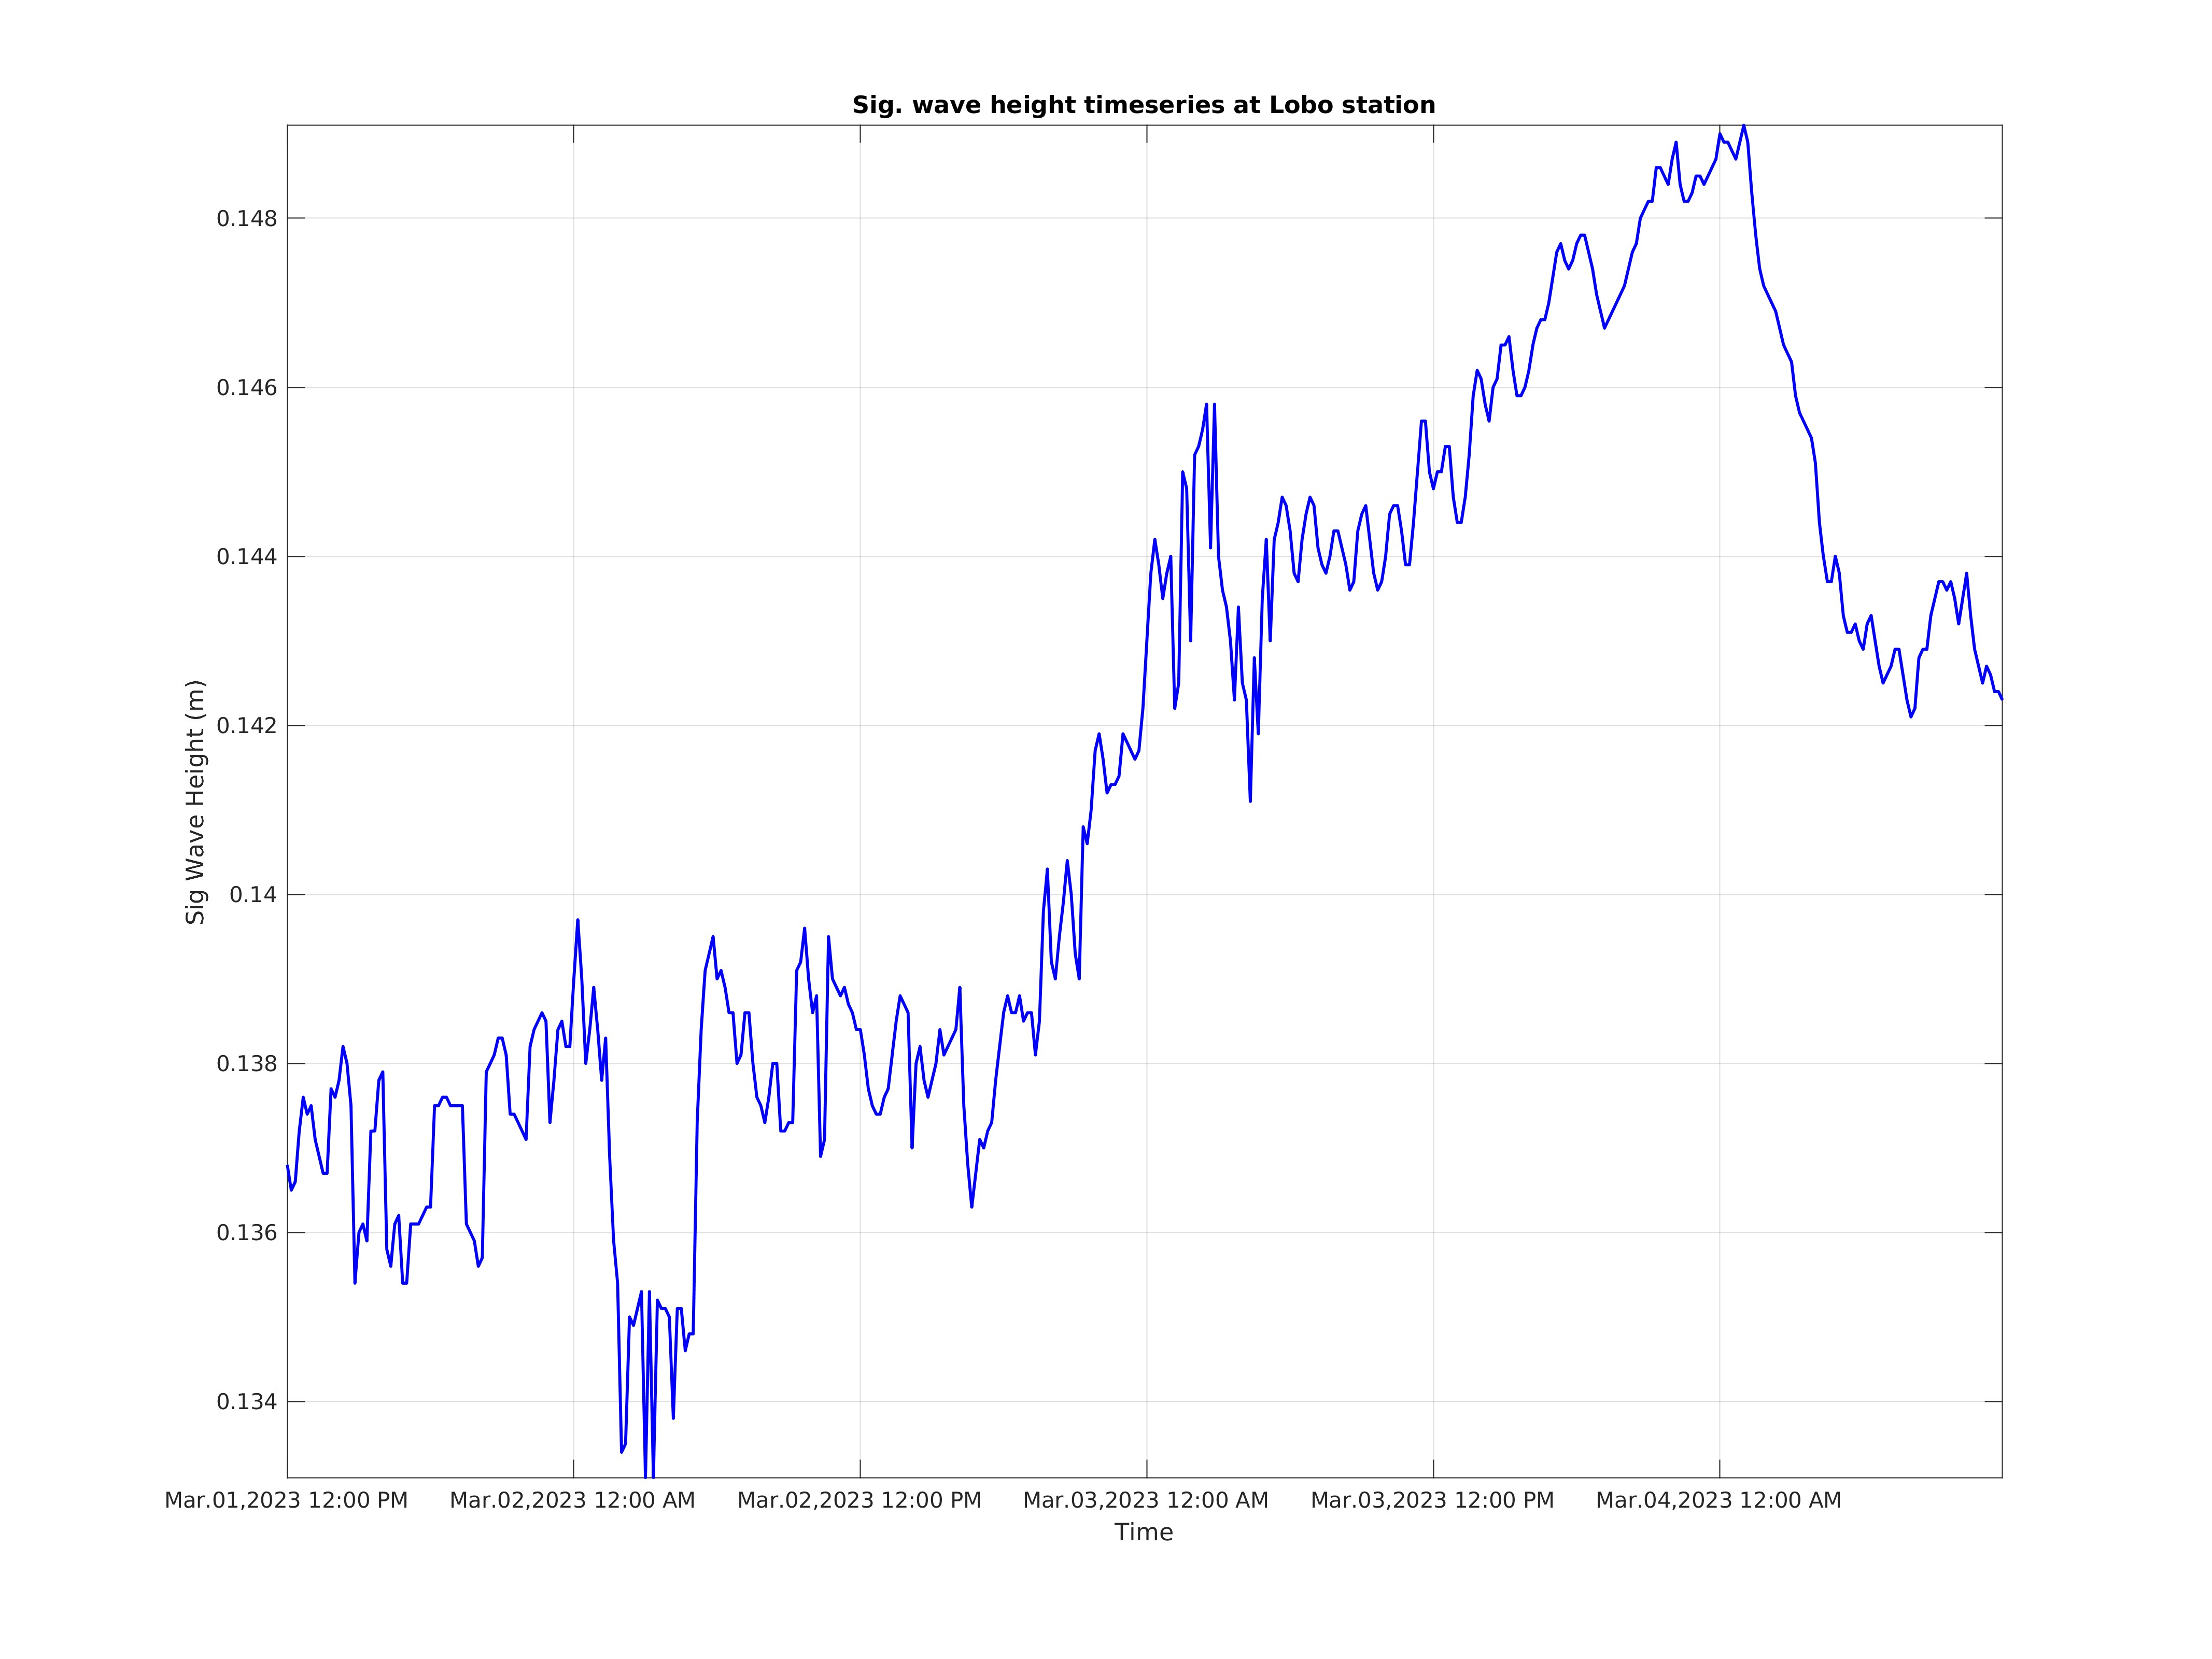 Sig. wave height timeseries at Lobo station
0.148
0.146
0.144
0.142
0.14
0.138
0.136
0.134
Sig Wave Height (m)
Mar.01,2023 12:00 PM Mar.02,2023 12:00 AM Mar.02,2023 12:00 PM Mar.03,2023 12:00 AM Mar.03,2023 12:00 PM Mar.04,2023 12:00 AM
Time